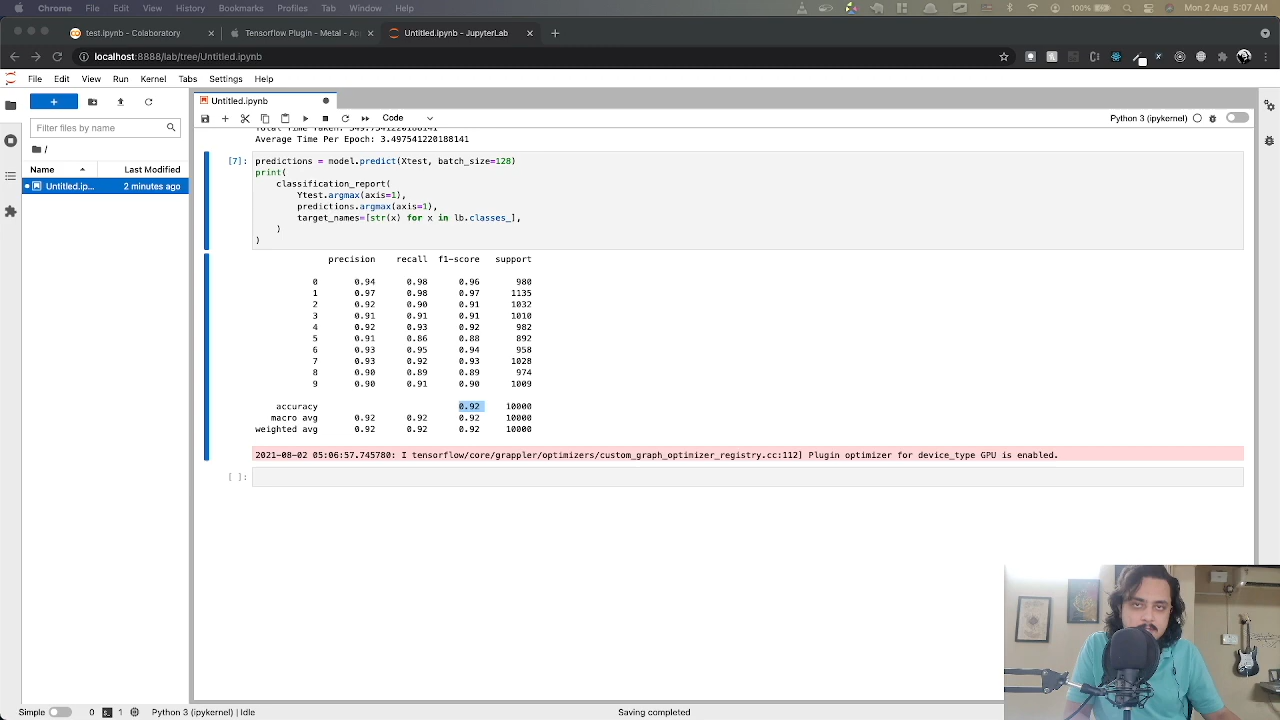 Chrome File Edit View History Bookmarks Profiles Tab Window Help 100% Mon 2 Aug 5:07 AM
test.ipynb - Colaboratory Tensorflow Plugin - Metal - Ap Untitled.ipynb - JupyterLab
localhost:8888/lab/tree/Untitled.ipynb
File Edit View Run Kernel Tabs Settings Help
Untitled.ipynb
Code Python 3 (ipykernel)
Filter files by name
/
Name Last Modified
Untitled.ip... 2 minutes ago
Total Time Taken: 349.7541220188141
Average Time Per Epoch: 3.497541220188141
[7]: predictions = model.predict(Xtest, batch_size=128)
print(
classification_report(
Ytest.argmax(axis=1),
predictions.argmax(axis=1),
target_names=[str(x) for x in lb.classes_],
)
)
precision recall f1-score support
0 0.94 0.98 0.96 980
1 0.97 0.98 0.97 1135
2 0.92 0.90 0.91 1032
3 0.91 0.91 0.91 1010
4 0.92 0.93 0.92 982
5 0.91 0.86 0.88 892
6 0.93 0.95 0.94 958
7 0.93 0.92 0.93 1028
8 0.90 0.89 0.89 974
9 0.90 0.91 0.90 1009
accuracy 0.92 10000
macro avg 0.92 0.92 0.92 10000
weighted avg 0.92 0.92 0.92 10000
2021-08-02 05:06:57.745780: I tensorflow/core/grappler/optimizers/custom_graph_optimizer_registry.cc:112] Plugin optimizer for device_type GPU is enabled.
[ ]:
Simple 0 1 Python 3 (ipykernel) | Idle Saving completed